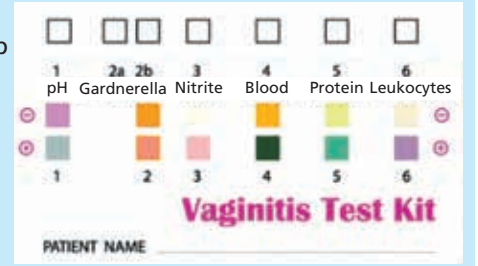 1 2a 2b 3 4 5 6
pH Gardnerella Nitrite Blood Protein Leukocytes
⊖ ⊖
⊕ ⊕
1 2 3 4 5 6
Vaginitis Test Kit
PATIENT NAME